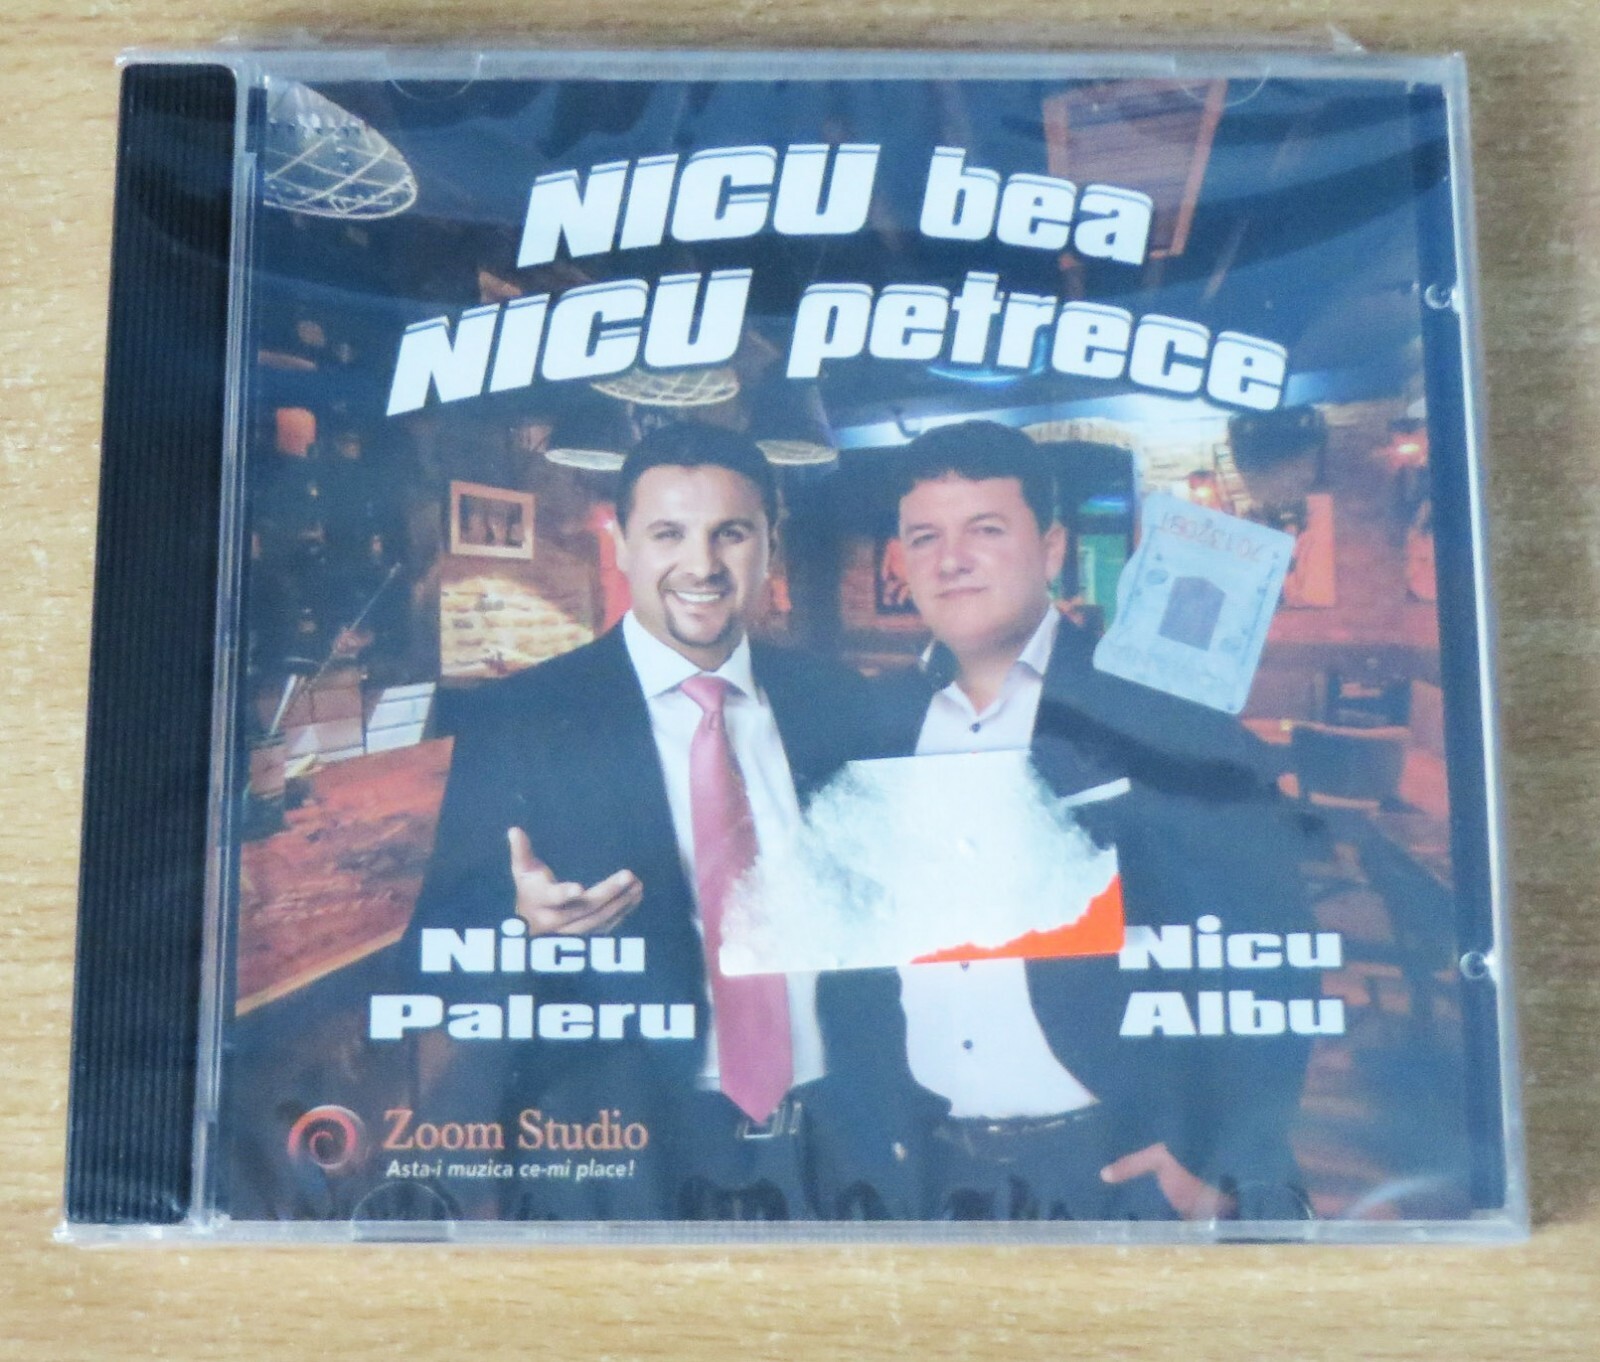 NICU bea
NICU petrece
Nicu
Paleru
Nicu
Albu
Zoom Studio
Asta-i muzica ce-mi place!